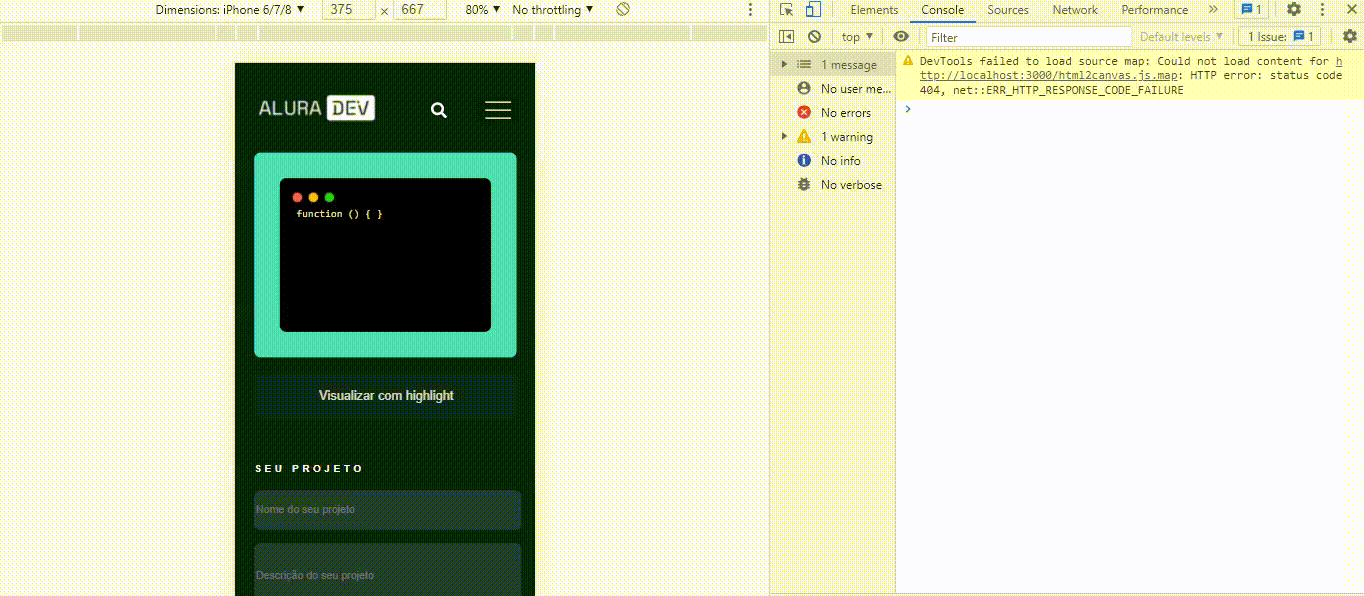 Dimensions: iPhone 6/7/8 ▼ 375 × 667 80% ▼ No throttling ▼
Elements Console Sources Network Performance » 1
top ▼ Filter Default levels ▼ 1 Issue: 1
1 message
No user me...
No errors
1 warning
No info
No verbose
DevTools failed to load source map: Could not load content for h
ttp://localhost:3000/html2canvas.js.map: HTTP error: status code
404, net::ERR_HTTP_RESPONSE_CODE_FAILURE
>
ALURA DEV
function () { }
Visualizar com highlight
SEU PROJETO
Nome do seu projeto
Descrição do seu projeto